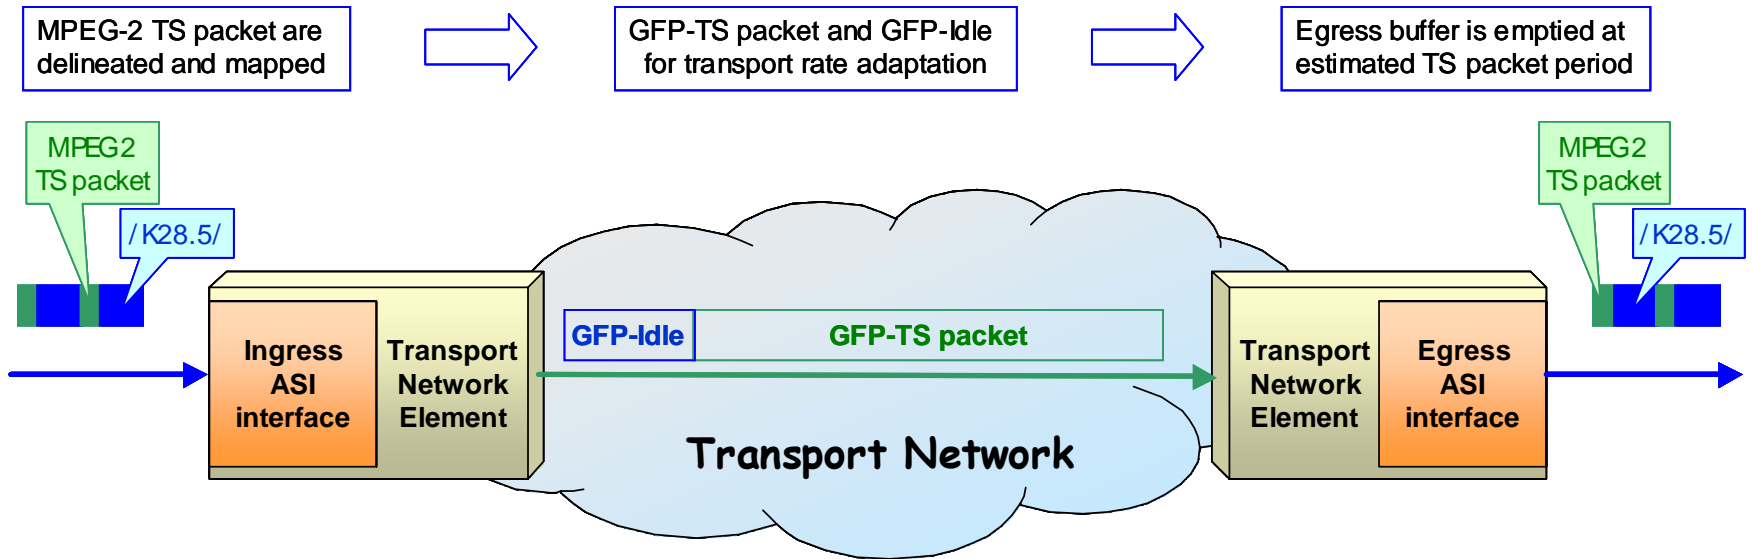 MPEG-2 TS packet are
delineated and mapped
GFP-TS packet and GFP-Idle
for transport rate adaptation
Egress buffer is emptied at
estimated TS packet period
MPEG2
TS packet
/K28.5/
MPEG2
TS packet
/K28.5/
Ingress
ASI
interface
Transport
Network
Element
GFP-Idle
GFP-TS packet
Transport
Network
Element
Egress
ASI
interface
Transport Network